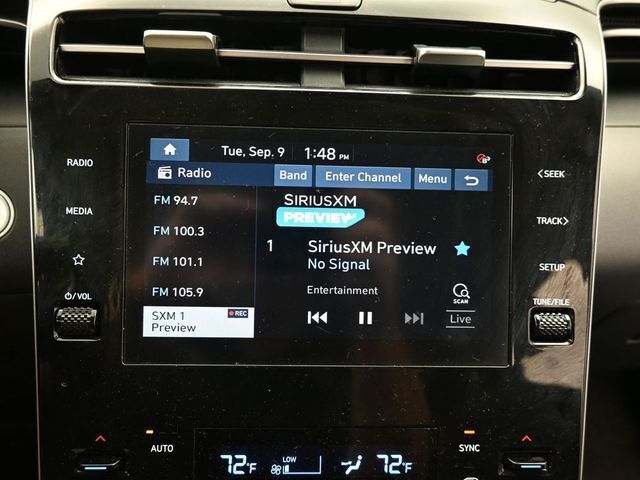 Tue, Sep. 9 1:48 PM
RADIO
Radio Band Enter Channel Menu
<SEEK
FM 94.7
SIRIUSXM
PREVIEW
MEDIA
TRACK>
FM 100.3
1 SiriusXM Preview
No Signal
FM 101.1
SETUP
FM 105.9
Entertainment
SCAN
VOL
TUNE/FILE
SXM 1 REC
Preview
Live
AUTO
SYNC
72°F LOW 72°F